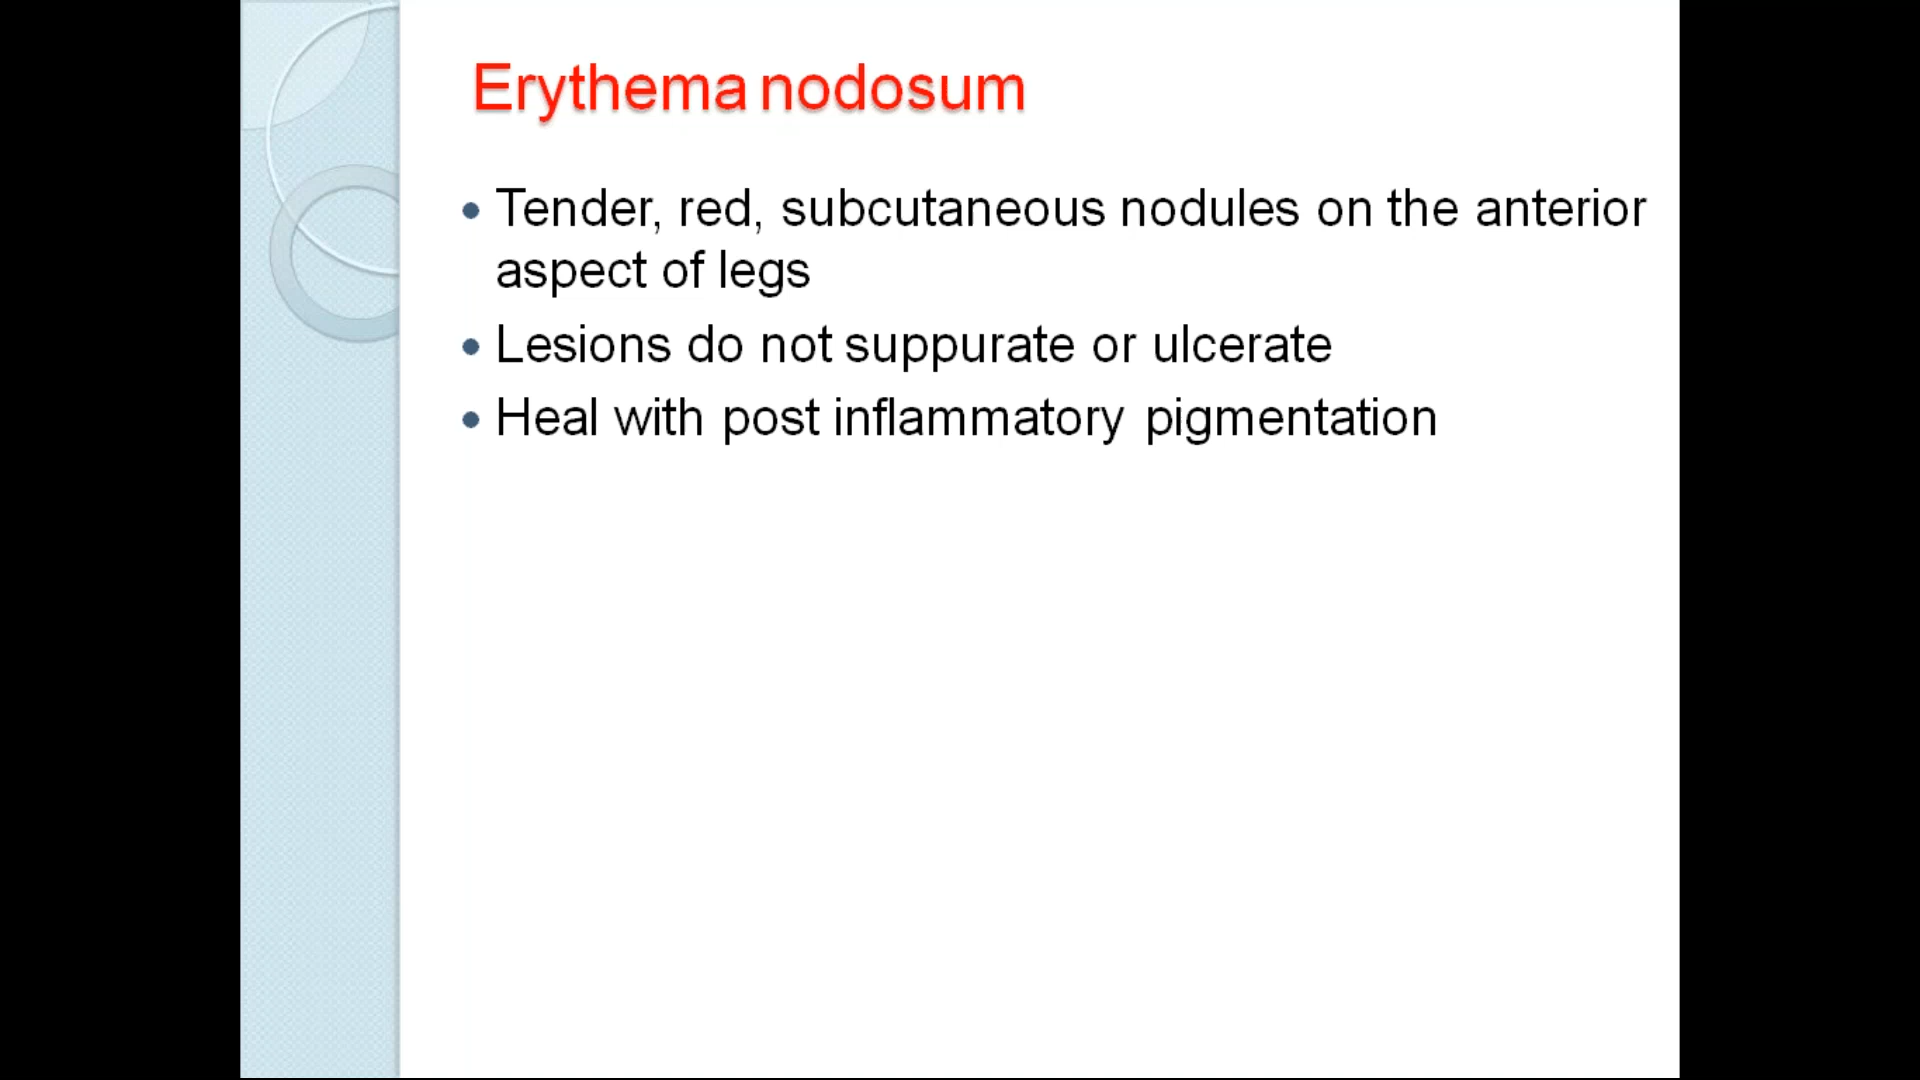 Erythema nodosum
• Tender, red, subcutaneous nodules on the anterior
aspect of legs
• Lesions do not suppurate or ulcerate
• Heal with post inflammatory pigmentation